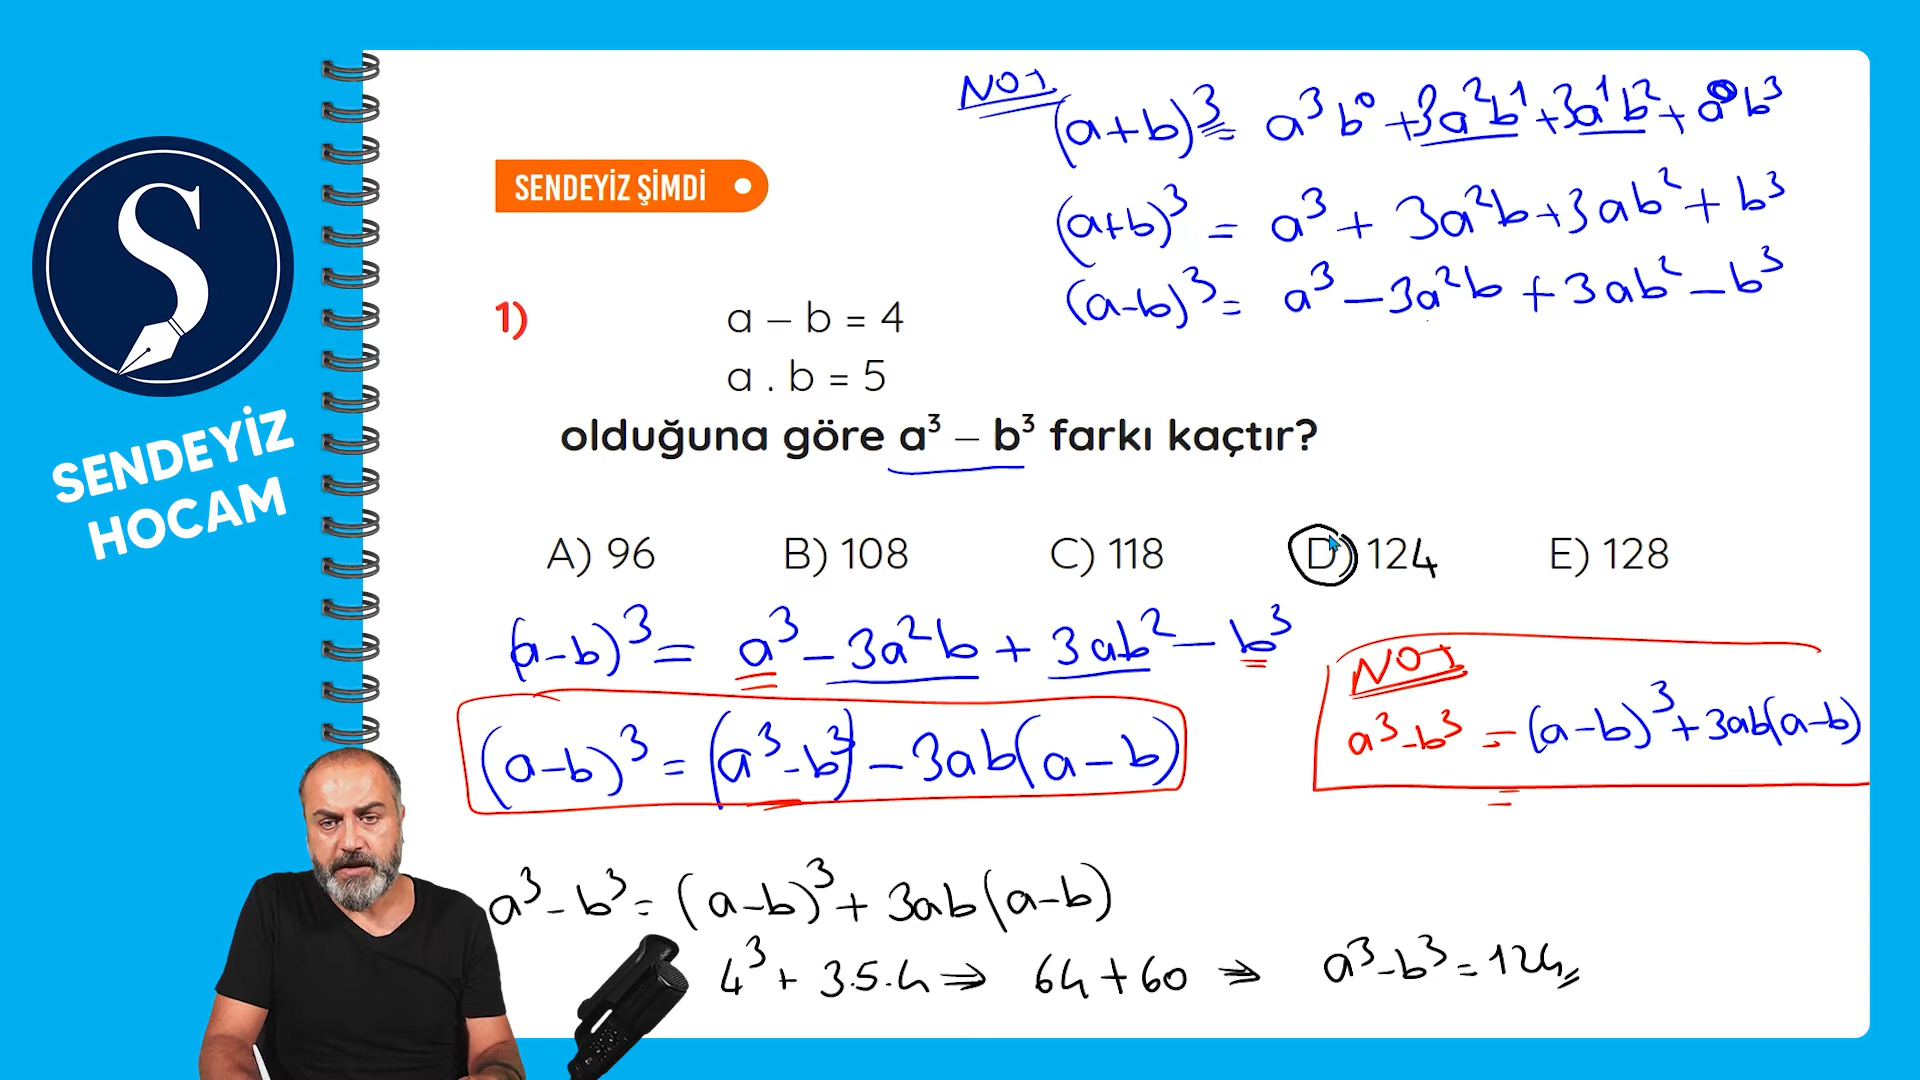 SENDEYİZ
HOCAM
SENDEYİZ ŞİMDİ
NOT
(a+b)³ = a³b⁰ + 3a²b¹ + 3a¹b² + a⁰b³
(a+b)³ = a³ + 3a²b + 3ab² + b³
(a-b)³ = a³ - 3a²b + 3ab² - b³
1)
a – b = 4
a . b = 5
olduğuna göre a³ – b³ farkı kaçtır?
A) 96 B) 108 C) 118 D) 124 E) 128
(a-b)³ = a³ - 3a²b + 3ab² - b³
(a-b)³ = (a³-b³) - 3ab(a-b)
NOT
a³-b³ = (a-b)³ + 3ab(a-b)
a³-b³ = (a-b)³ + 3ab(a-b)
4³ + 3.5.4 ⇒ 64+60 ⇒ a³-b³ = 124